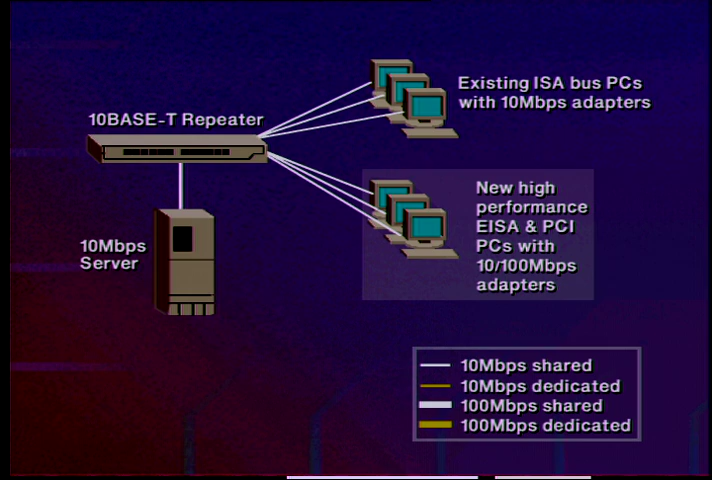 Existing ISA bus PCs
with 10Mbps adapters
10BASE-T Repeater
New high
performance
EISA & PCI
PCs with
10/100Mbps
adapters
10Mbps
Server
10Mbps shared
10Mbps dedicated
100Mbps shared
100Mbps dedicated